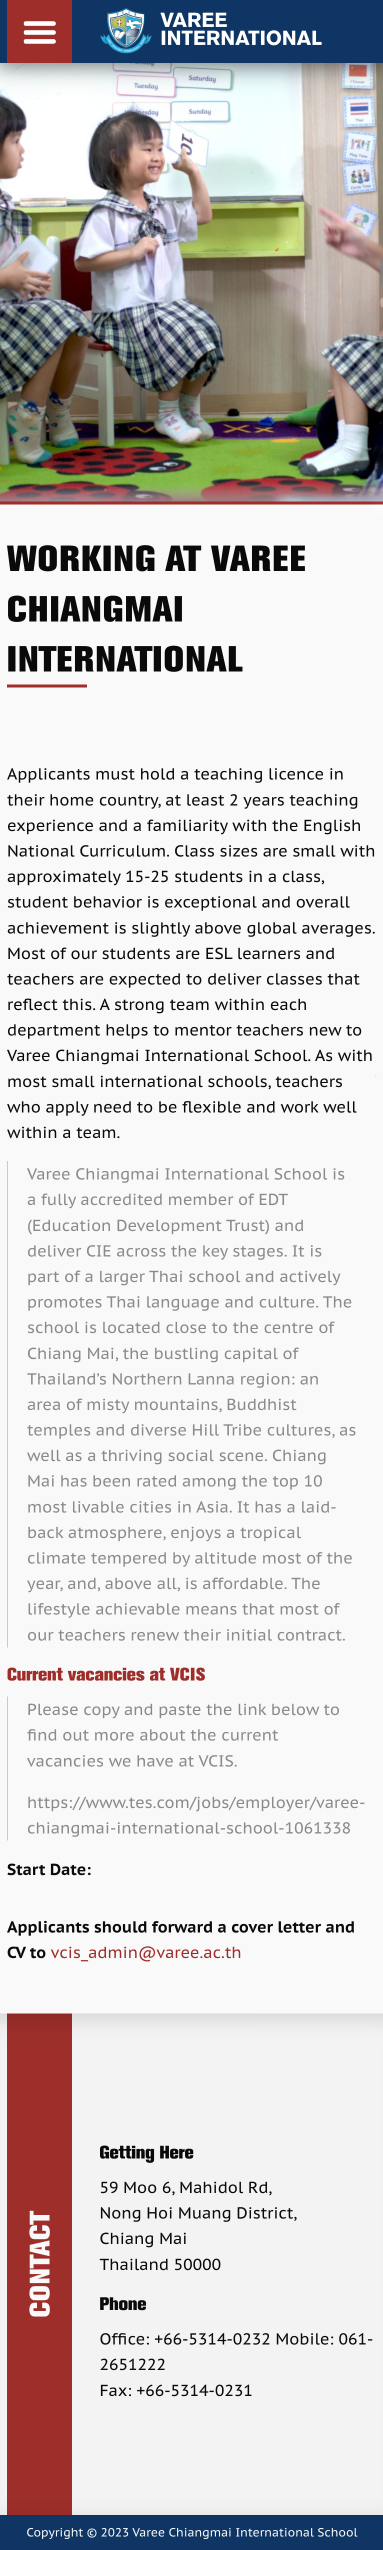 VAREE
INTERNATIONAL
Saturday
Tuesday
Sunday
1C
WORKING AT VAREE
CHIANGMAI
INTERNATIONAL
Applicants must hold a teaching licence in
their home country, at least 2 years teaching
experience and a familiarity with the English
National Curriculum. Class sizes are small with
approximately 15-25 students in a class,
student behavior is exceptional and overall
achievement is slightly above global averages.
Most of our students are ESL learners and
teachers are expected to deliver classes that
reflect this. A strong team within each
department helps to mentor teachers new to
Varee Chiangmai International School. As with
most small international schools, teachers
who apply need to be flexible and work well
within a team.
Varee Chiangmai International School is
a fully accredited member of EDT
(Education Development Trust) and
deliver CIE across the key stages. It is
part of a larger Thai school and actively
promotes Thai language and culture. The
school is located close to the centre of
Chiang Mai, the bustling capital of
Thailand's Northern Lanna region: an
area of misty mountains, Buddhist
temples and diverse Hill Tribe cultures, as
well as a thriving social scene. Chiang
Mai has been rated among the top 10
most livable cities in Asia. It has a laid-
back atmosphere, enjoys a tropical
climate tempered by altitude most of the
year, and, above all, is affordable. The
lifestyle achievable means that most of
our teachers renew their initial contract.
Current vacancies at VCIS
Please copy and paste the link below to
find out more about the current
vacancies we have at VCIS.
https://www.tes.com/jobs/employer/varee-
chiangmai-international-school-1061338
Start Date:
Applicants should forward a cover letter and
CV to vcis_admin@varee.ac.th
CONTACT
Getting Here
59 Moo 6, Mahidol Rd,
Nong Hoi Muang District,
Chiang Mai
Thailand 50000
Phone
Office: +66-5314-0232 Mobile: 061-
2651222
Fax: +66-5314-0231
Copyright © 2023 Varee Chiangmai International School